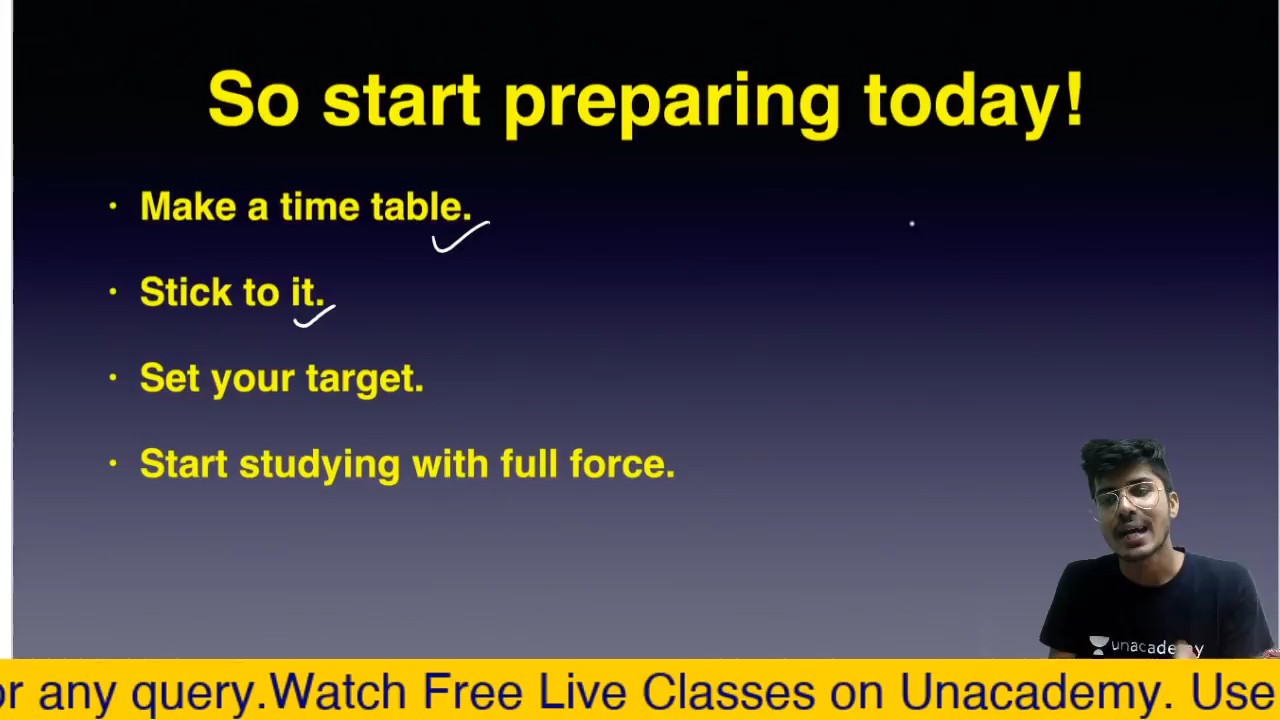 So start preparing today!
· Make a time table.
· Stick to it.
· Set your target.
· Start studying with full force.
unacademy
or any query.Watch Free Live Classes on Unacademy. Use